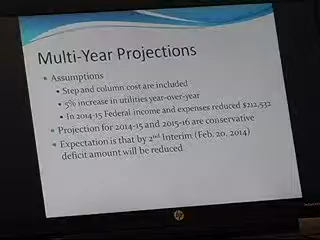 Multi-Year Projections
• Assumptions
• Step and column cost are included
• 5% increase in utilities year-over-year
• In 2014-15 Federal income and expenses reduced $212,532
• Projection for 2014-15 and 2015-16 are conservative
• Expectation is that by 2nd Interim (Feb. 20, 2014)
deficit amount will be reduced
hp